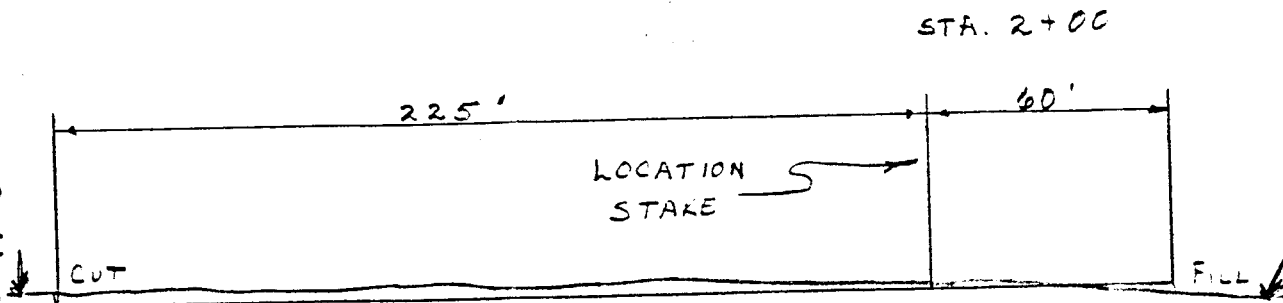 STA. 2+00
225'
60'
LOCATION
STAKE
CUT
FILL